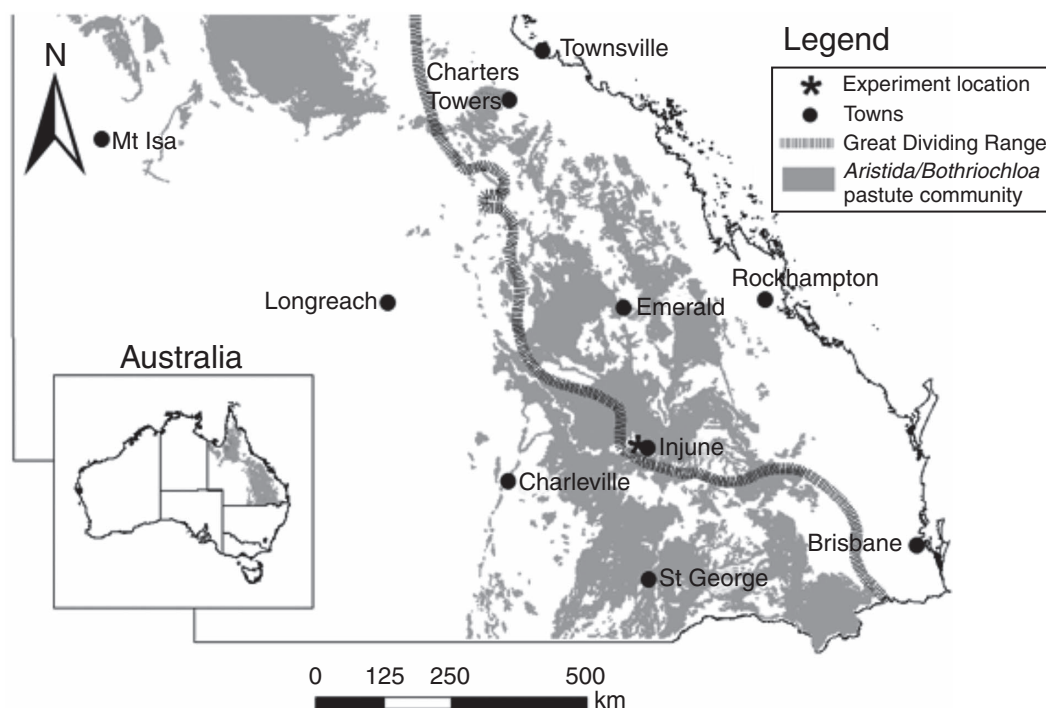 N
Townsville
Charters
Towers
Mt Isa
Legend
Experiment location
Towns
Great Dividing Range
Aristida/Bothriochloa
pastute community
Longreach
Emerald
Rockhampton
Australia
Injune
Charleville
Brisbane
St George
0 125 250 500
km